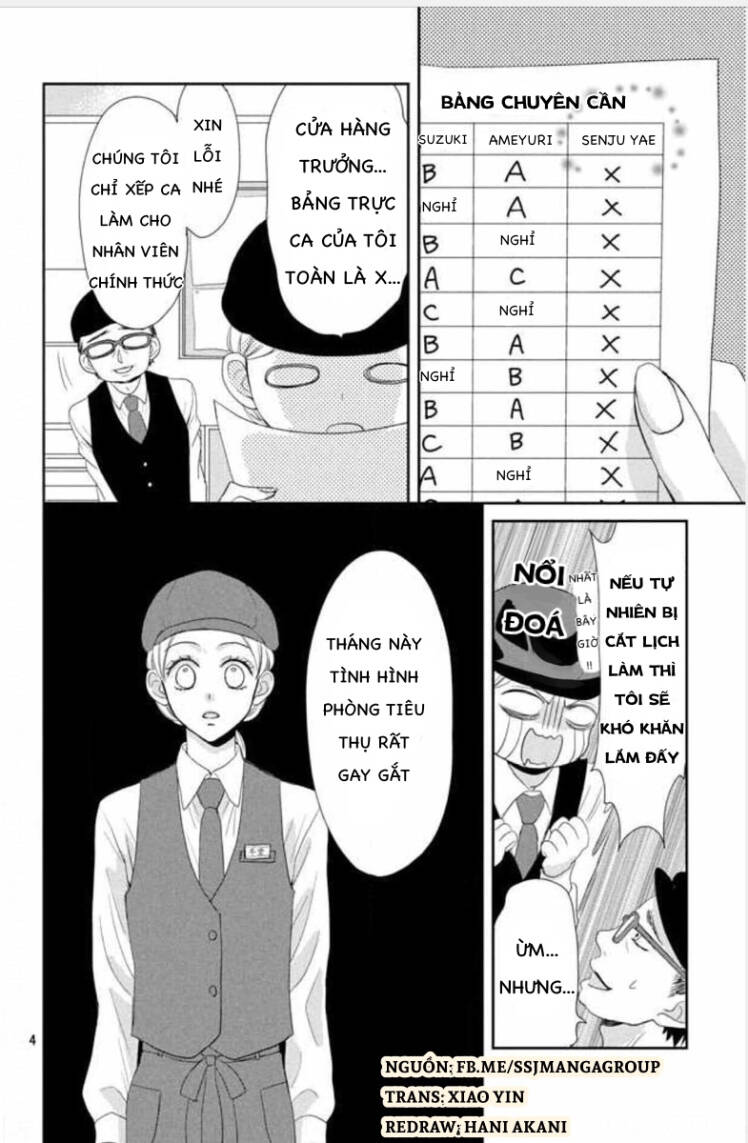 BẢNG CHUYÊN CẦN
SUZUKI AMEYURI SENJU YAE
B A X
NGHỈ A X
B NGHỈ X
A C X
C NGHỈ X
B A X
NGHỈ B X
B A X
C B X
A NGHỈ X
CỬA HÀNG
TRƯỞNG...
BẢNG TRỰC
CA CỦA TÔI
TOÀN LÀ X...
XIN
LỖI
NHÉ
CHÚNG TÔI
CHỈ XẾP CA
LÀM CHO
NHÂN VIÊN
CHÍNH THỨC
NẾU TỰ
NHIÊN BỊ
CẮT LỊCH
LÀM THÌ
TÔI SẼ
KHÓ KHĂN
LẮM ĐẤY
NHẤT
LÀ
BÂY
GIỜ
!!
NỔI
ĐOÁ
ỪM...
NHƯNG...
THÁNG NÀY
TÌNH HÌNH
PHÒNG TIÊU
THỤ RẤT
GAY GẮT
4
NGUỒN: FB.ME/SSJMANGAGROUP
TRANS: XIAO YIN
REDRAW: HANI AKANI